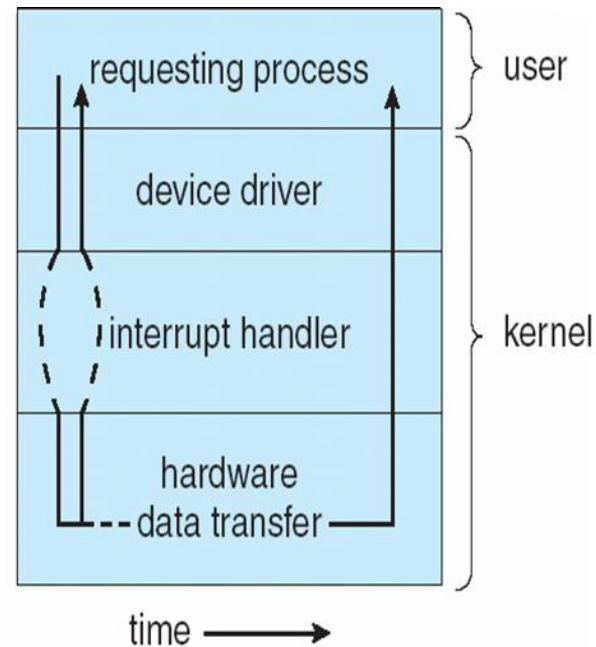 requesting process
user
device driver
interrupt handler
kernel
hardware
data transfer
time